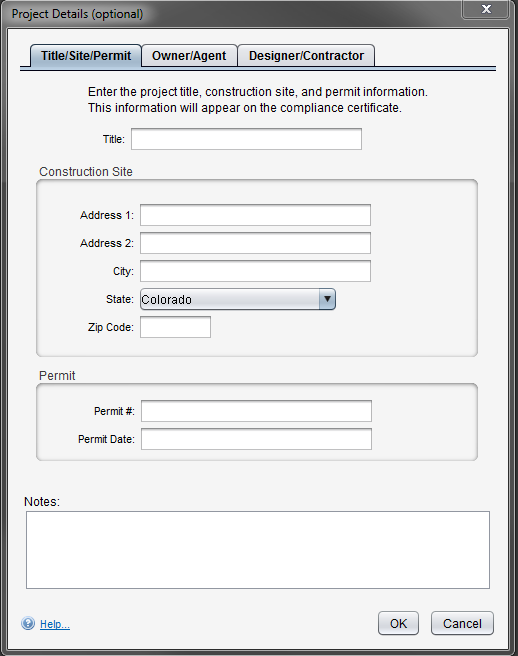 Project Details (optional)
Title/Site/Permit Owner/Agent Designer/Contractor
Enter the project title, construction site, and permit information.
This information will appear on the compliance certificate.
Title:
Construction Site
Address 1:
Address 2:
City:
State: Colorado
Zip Code:
Permit
Permit #:
Permit Date:
Notes:
Help... OK Cancel